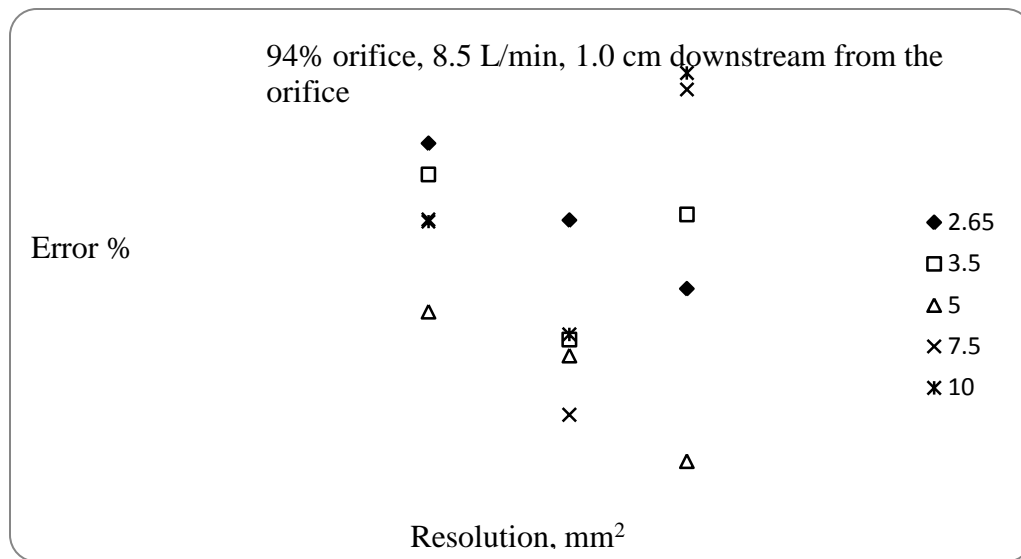 94% orifice, 8.5 L/min, 1.0 cm downstream from the
orifice
Error %
2.65
3.5
5
7.5
10
Resolution, mm²